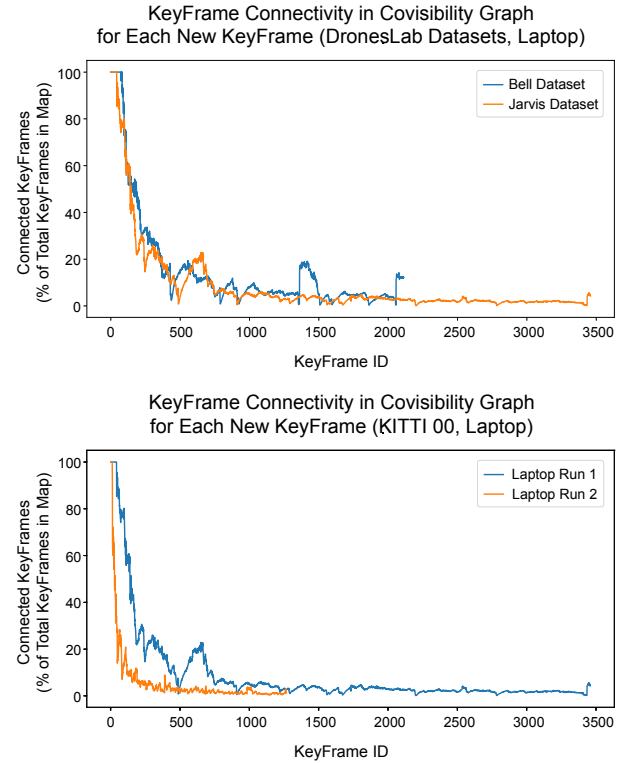 KeyFrame Connectivity in Covisibility Graph
for Each New KeyFrame (DronesLab Datasets, Laptop)
Connected KeyFrames
(% of Total KeyFrames in Map)
100
80
60
40
20
0
Bell Dataset
Jarvis Dataset
0 500 1000 1500 2000 2500 3000 3500
KeyFrame ID
KeyFrame Connectivity in Covisibility Graph
for Each New KeyFrame (KITTI 00, Laptop)
Connected KeyFrames
(% of Total KeyFrames in Map)
100
80
60
40
20
0
Laptop Run 1
Laptop Run 2
0 500 1000 1500 2000 2500 3000 3500
KeyFrame ID